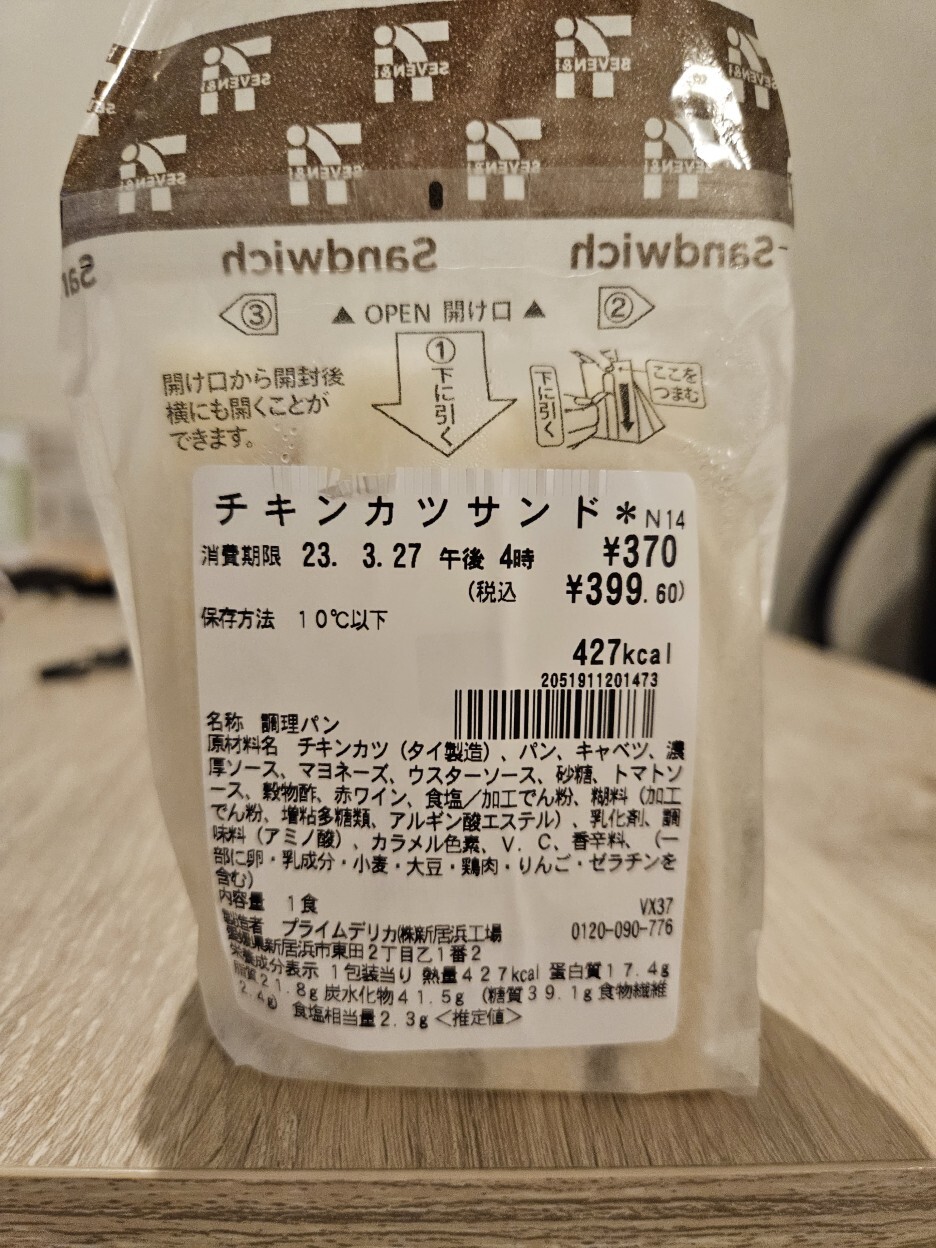 SEVEN&i SEVEN&i SEVEN&i SEVEN&i
SEVEN&i SEVEN&i SEVEN&i SEVEN&i
Sandwich Sandwich
③ ▲ OPEN 開け口 ▲ ②
開け口から開封後
横にも開くことが
できます。
①下に引く
下に引く
ここを
つまむ
チキンカツサンド* N14
消費期限 23. 3.27 午後 4時 ¥370
(税込 ¥399.60)
保存方法 10℃以下
427kcal
2051911201473
名称 調理パン
原材料名 チキンカツ(タイ製造)、パン、キャベツ、濃
厚ソース、マヨネーズ、ウスターソース、砂糖、トマトソ
ース、穀物酢、赤ワイン、食塩/加工でん粉、糊料(加工
でん粉、増粘多糖類、アルギン酸エステル)、乳化剤、調
味料(アミノ酸)、カラメル色素、V.C、香辛料、(一
部に卵・乳成分・小麦・大豆・鶏肉・りんご・ゼラチンを
含む)
内容量 1食 VX37
製造者 プライムデリカ㈱新居浜工場 0120-090-776
新居浜市東田2丁目乙1番2
栄養成分表示 1包装当り 熱量427kcal 蛋白質17.4g
脂質21.8g 炭水化物41.5g (糖質39.1g 食物繊維
2.4g) 食塩相当量2.3g <推定値>